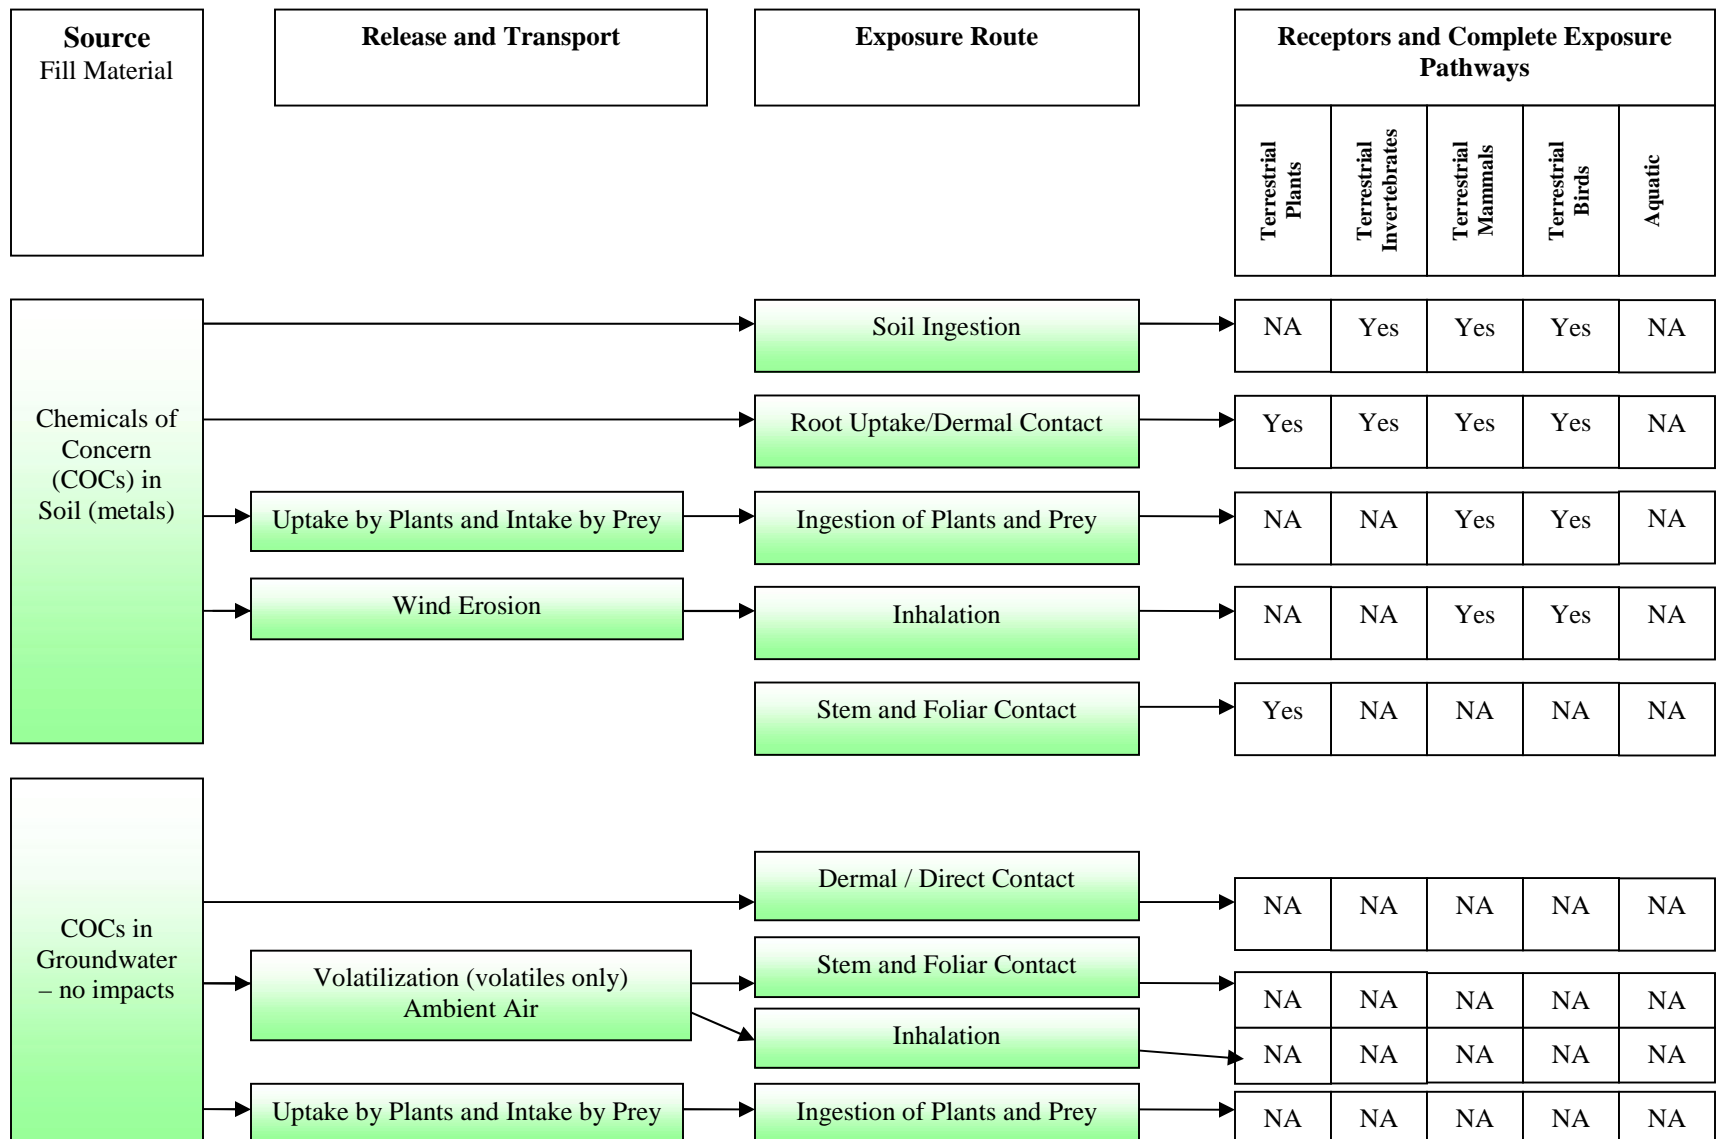 Source
Fill Material
Release and Transport
Exposure Route
Receptors and Complete Exposure
Pathways
Terrestrial
Plants
Terrestrial
Invertebrates
Terrestrial
Mammals
Terrestrial
Birds
Aquatic
Chemicals of
Concern
(COCs) in
Soil (metals)
Soil Ingestion
NA Yes Yes Yes NA
Root Uptake/Dermal Contact
Yes Yes Yes Yes NA
Uptake by Plants and Intake by Prey
Ingestion of Plants and Prey
NA NA Yes Yes NA
Wind Erosion
Inhalation
NA NA Yes Yes NA
Stem and Foliar Contact
Yes NA NA NA NA
COCs in
Groundwater
– no impacts
Dermal / Direct Contact
NA NA NA NA NA
Volatilization (volatiles only)
Ambient Air
Stem and Foliar Contact
NA NA NA NA NA
Inhalation
NA NA NA NA NA
Uptake by Plants and Intake by Prey
Ingestion of Plants and Prey
NA NA NA NA NA